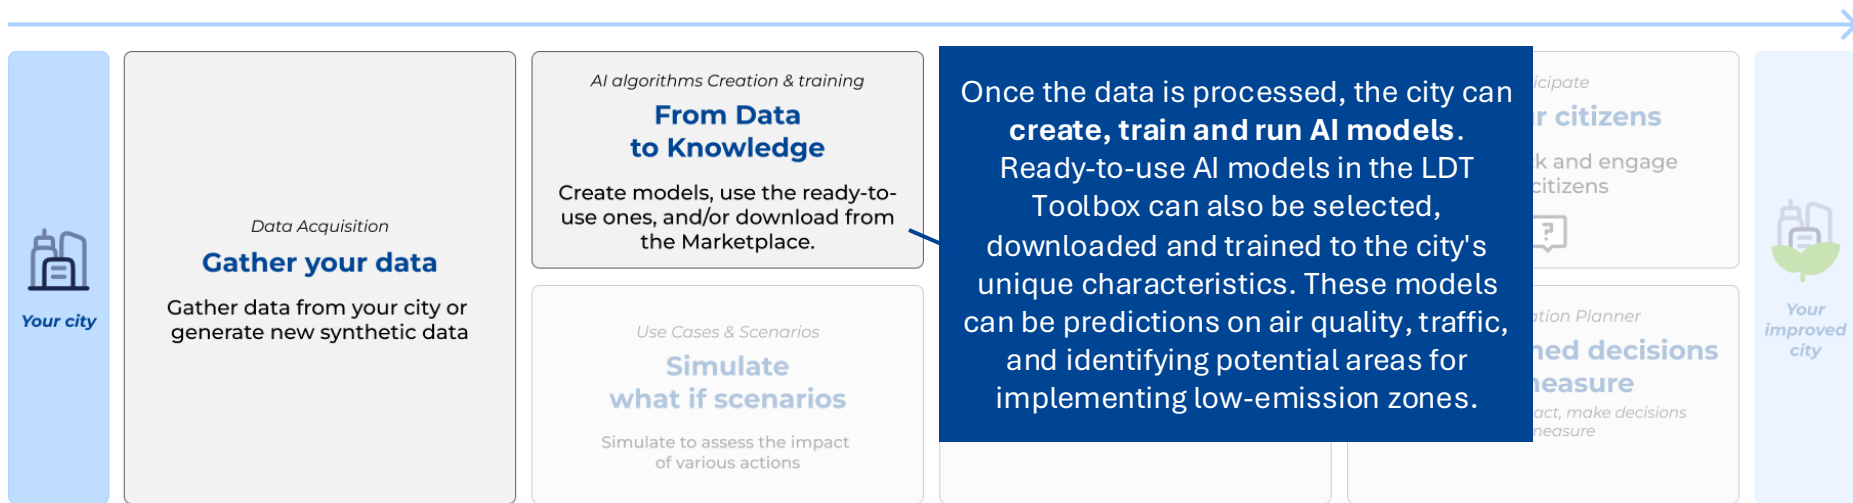 Your city
Data Acquisition
Gather your data
Gather data from your city or
generate new synthetic data
AI algorithms Creation & training
From Data
to Knowledge
Create models, use the ready-to-
use ones, and/or download from
the Marketplace.
Use Cases & Scenarios
Simulate
what if scenarios
Simulate to assess the impact
of various actions
Once the data is processed, the city can
create, train and run AI models.
Ready-to-use AI models in the LDT
Toolbox can also be selected,
downloaded and trained to the city's
unique characteristics. These models
can be predictions on air quality, traffic,
and identifying potential areas for
implementing low-emission zones.
citizens
and engage
citizens
?
Planner
decisions
make decisions
Your
improved
city